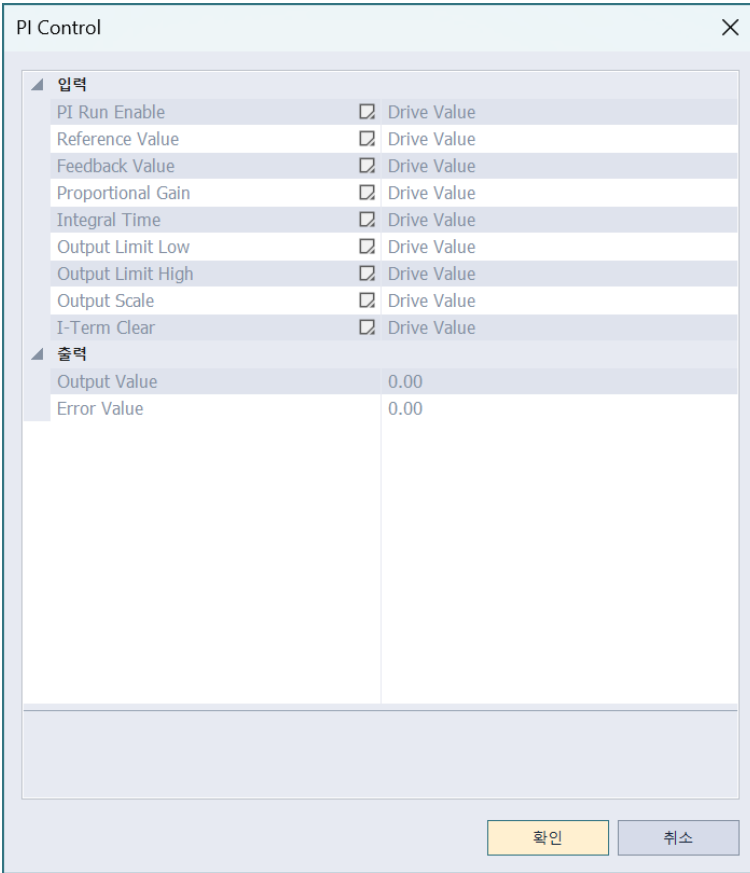 PI Control
입력
PI Run Enable Drive Value
Reference Value Drive Value
Feedback Value Drive Value
Proportional Gain Drive Value
Integral Time Drive Value
Output Limit Low Drive Value
Output Limit High Drive Value
Output Scale Drive Value
I-Term Clear Drive Value
출력
Output Value 0.00
Error Value 0.00
확인 취소